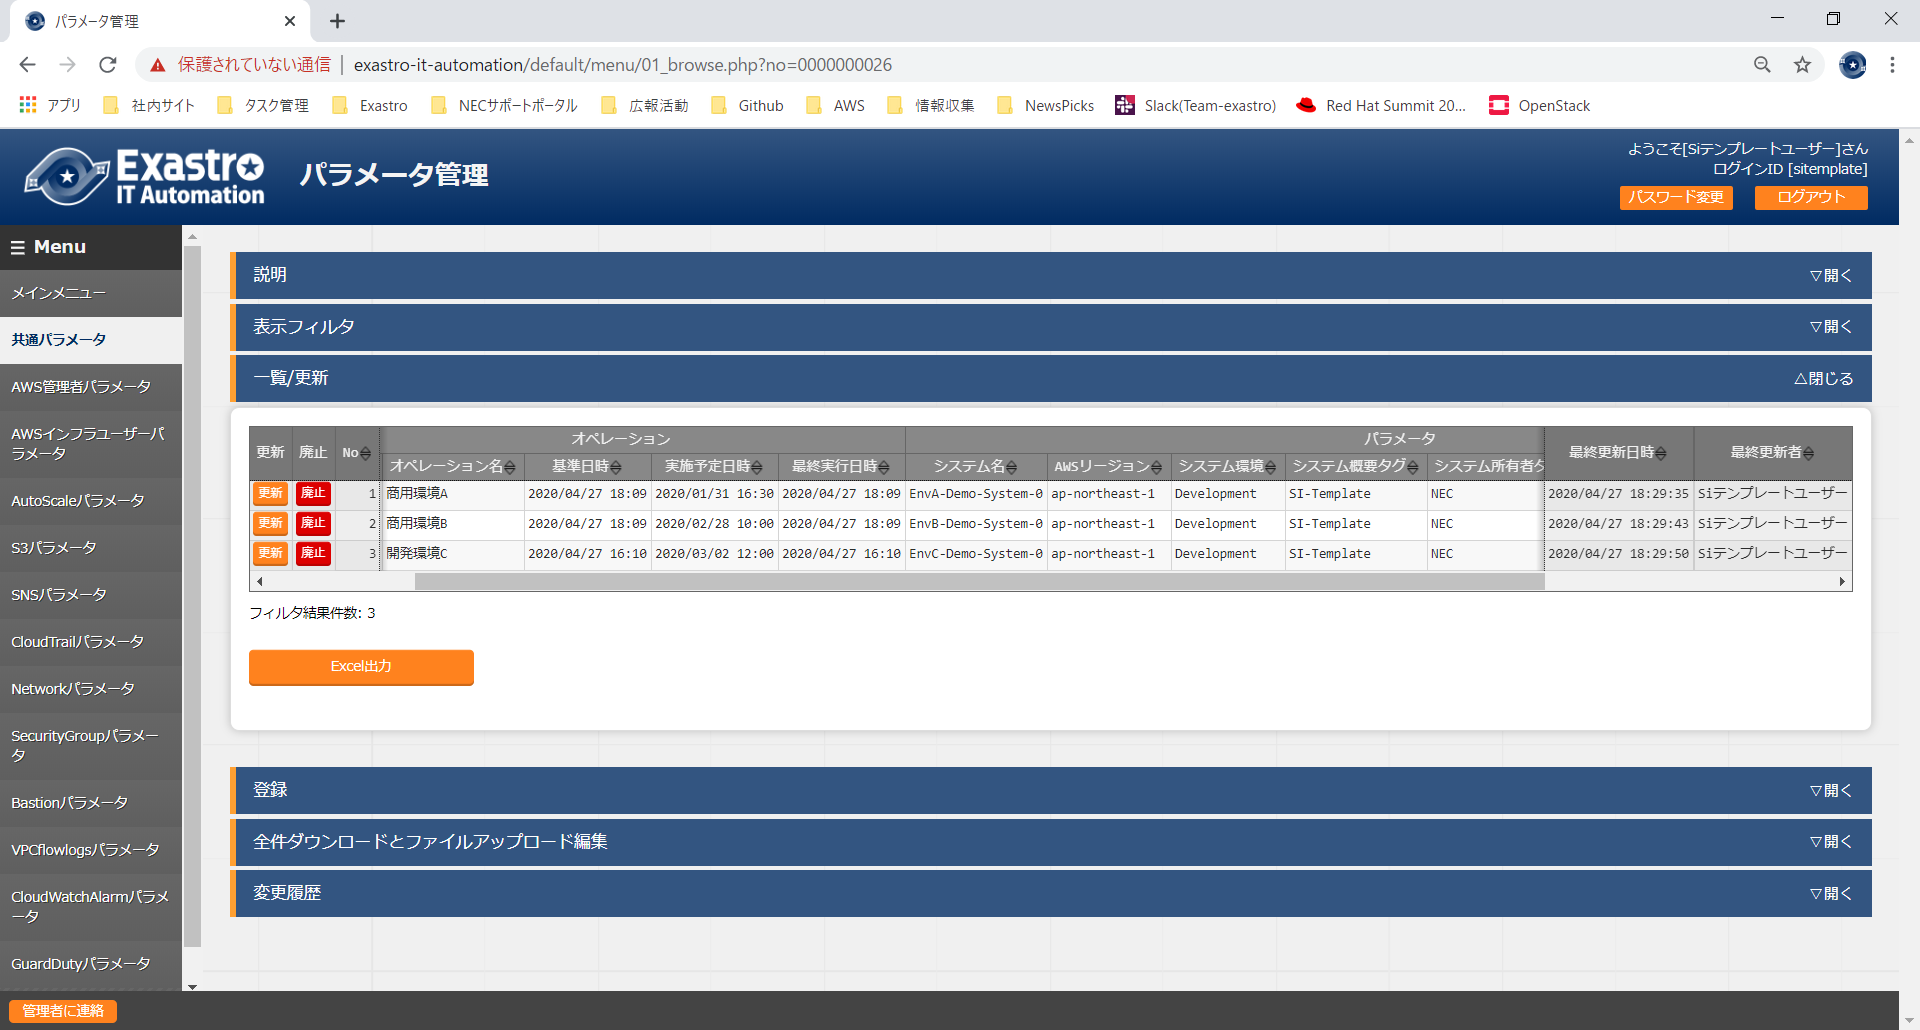 パラメータ管理
保護されていない通信 | exastro-it-automation/default/menu/01_browse.php?no=0000000026
アプリ 社内サイト タスク管理 Exastro NECサポートポータル 広報活動 Github AWS 情報収集 NewsPicks Slack(Team-exastro) Red Hat Summit 20... OpenStack
Exastro
IT Automation
パラメータ管理
ようこそ[Siテンプレートユーザー]さん
ログインID [sitemplate]
パスワード変更 ログアウト
Menu
メインメニュー
共通パラメータ
AWS管理者パラメータ
AWSインフラユーザーパ
ラメータ
AutoScaleパラメータ
S3パラメータ
SNSパラメータ
CloudTrailパラメータ
Networkパラメータ
SecurityGroupパラメー
タ
Bastionパラメータ
VPCflowlogsパラメータ
CloudWatchAlarmパラメ
ータ
GuardDutyパラメータ
管理者に連絡
説明 ▽開く
表示フィルタ ▽開く
一覧/更新 △閉じる
オペレーション パラメータ
更新 廃止 No オペレーション名 基準日時 実施予定日時 最終実行日時 システム名 AWSリージョン システム環境 システム概要タグ システム所有者タ 最終更新日時 最終更新者
更新 廃止 1 商用環境A 2020/04/27 18:09 2020/01/31 16:30 2020/04/27 18:09 EnvA-Demo-System-0 ap-northeast-1 Development SI-Template NEC 2020/04/27 18:29:35 Siテンプレートユーザー
更新 廃止 2 商用環境B 2020/04/27 18:09 2020/02/28 10:00 2020/04/27 18:09 EnvB-Demo-System-0 ap-northeast-1 Development SI-Template NEC 2020/04/27 18:29:43 Siテンプレートユーザー
更新 廃止 3 開発環境C 2020/04/27 16:10 2020/03/02 12:00 2020/04/27 16:10 EnvC-Demo-System-0 ap-northeast-1 Development SI-Template NEC 2020/04/27 18:29:50 Siテンプレートユーザー
フィルタ結果件数: 3
Excel出力
登録 ▽開く
全件ダウンロードとファイルアップロード編集 ▽開く
変更履歴 ▽開く